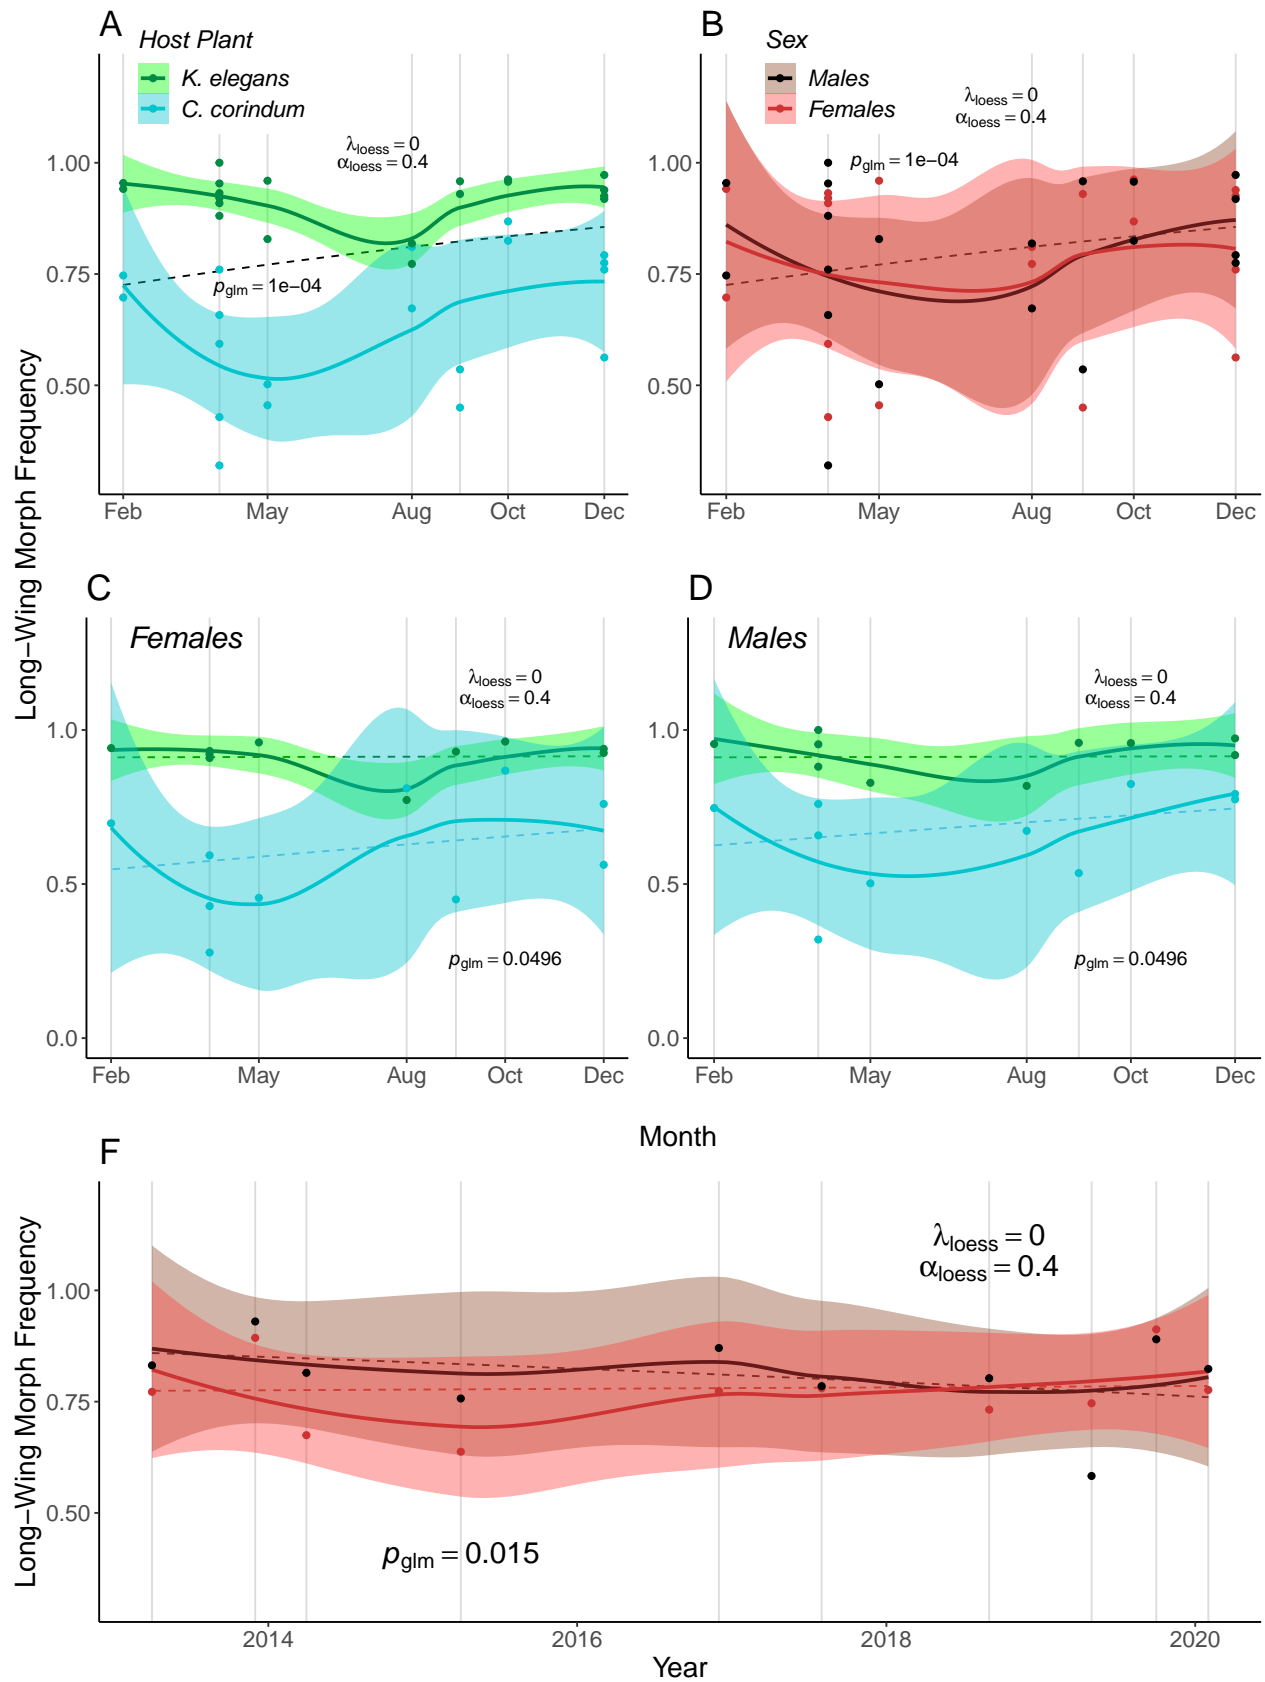 A
Host Plant
K. elegans
C. corindum
λloess = 0
αloess = 0.4
pglm = 1e−04
1.00
0.75
0.50
Feb
May
Aug
Oct
Dec
B
Sex
Males
Females
λloess = 0
αloess = 0.4
pglm = 1e−04
1.00
0.75
0.50
Feb
May
Aug
Oct
Dec
Long−Wing Morph Frequency
C
Females
λloess = 0
αloess = 0.4
pglm = 0.0496
1.0
0.5
0.0
Feb
May
Aug
Oct
Dec
D
Males
λloess = 0
αloess = 0.4
pglm = 0.0496
1.0
0.5
0.0
Feb
May
Aug
Oct
Dec
Month
F
Long−Wing Morph Frequency
λloess = 0
αloess = 0.4
pglm = 0.015
1.00
0.75
0.50
2014
2016
2018
2020
Year